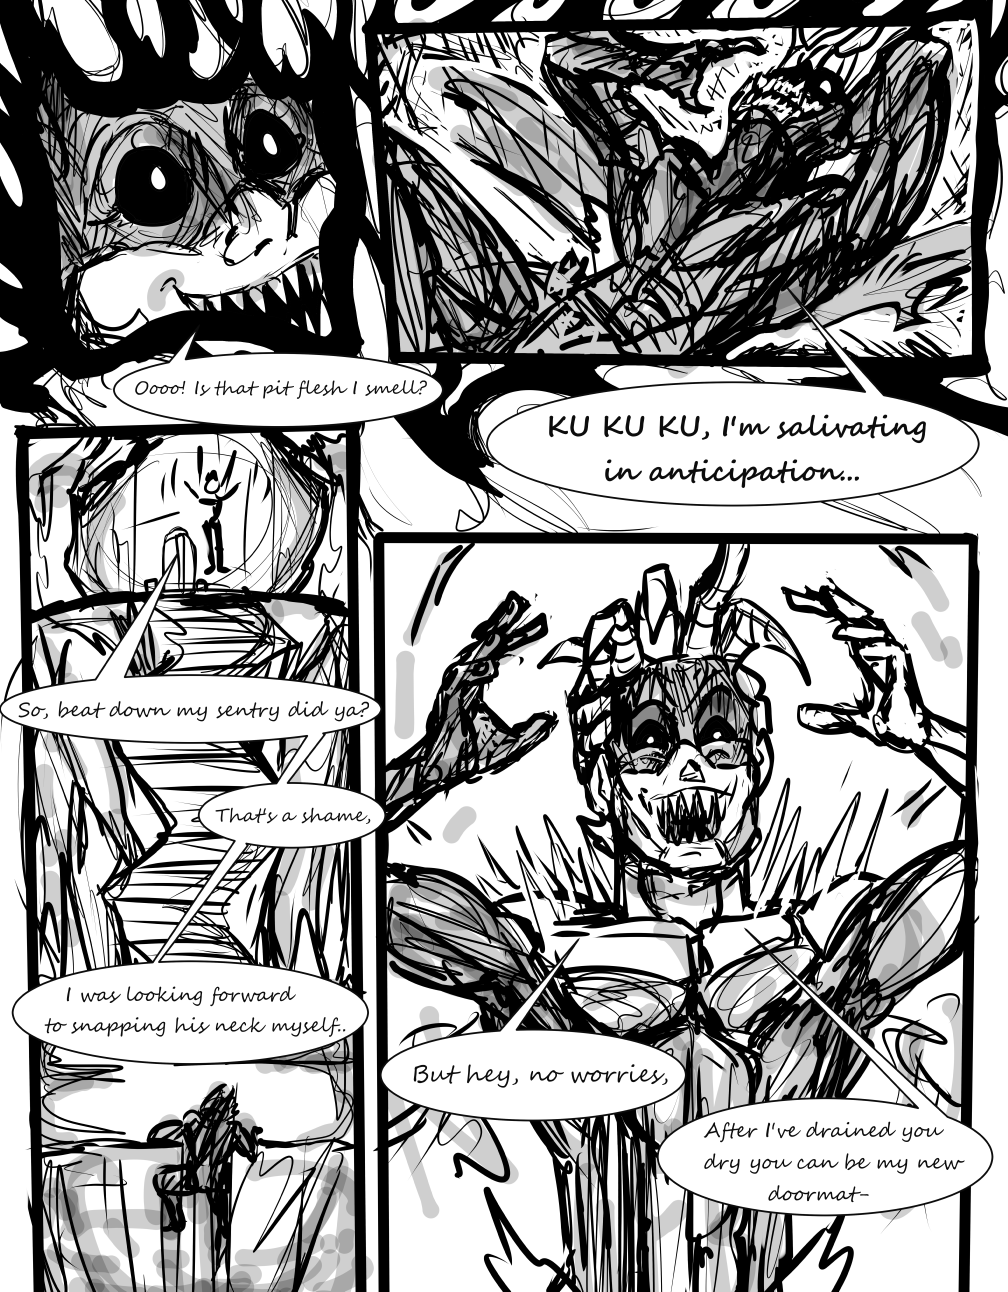 Oooo! Is that pit flesh I smell?
KU KU KU, I'm salivating
in anticipation...
So, beat down my sentry did ya?
That's a shame,
I was looking forward
to snapping his neck myself..
But hey, no worries,
After I've drained you
dry you can be my new
doormat-